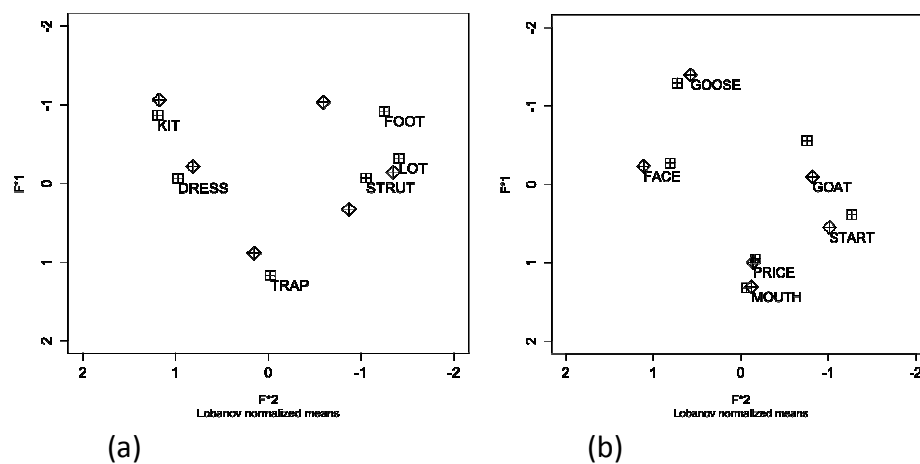 -2
-1
0
1
2
F*1
KIT
FOOT
LOT
DRESS
STRUT
TRAP
2 1 0 -1 -2
F*2
Lobanov normalized means
(a)
-2
-1
0
1
2
F*1
GOOSE
FACE
GOAT
START
PRICE
MOUTH
2 1 0 -1 -2
F*2
Lobanov normalized means
(b)